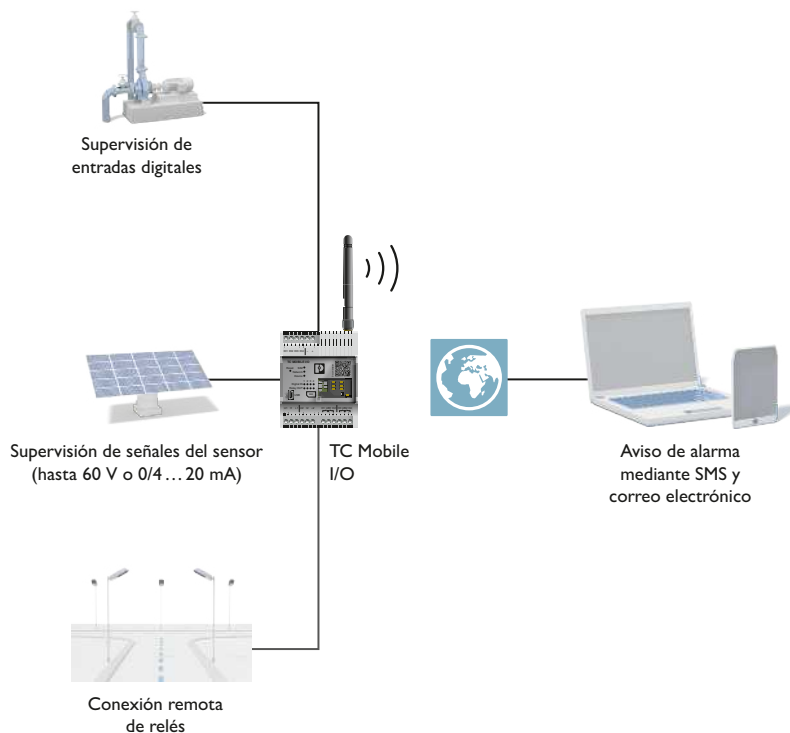 Supervisión de
entradas digitales
Supervisión de señales del sensor
(hasta 60 V o 0/4 ... 20 mA)
TC Mobile
I/O
Aviso de alarma
mediante SMS y
correo electrónico
Conexión remota
de relés